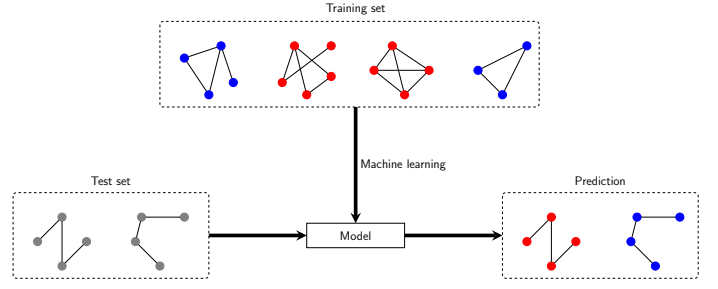 Training set
Machine learning
Test set
Prediction
Model